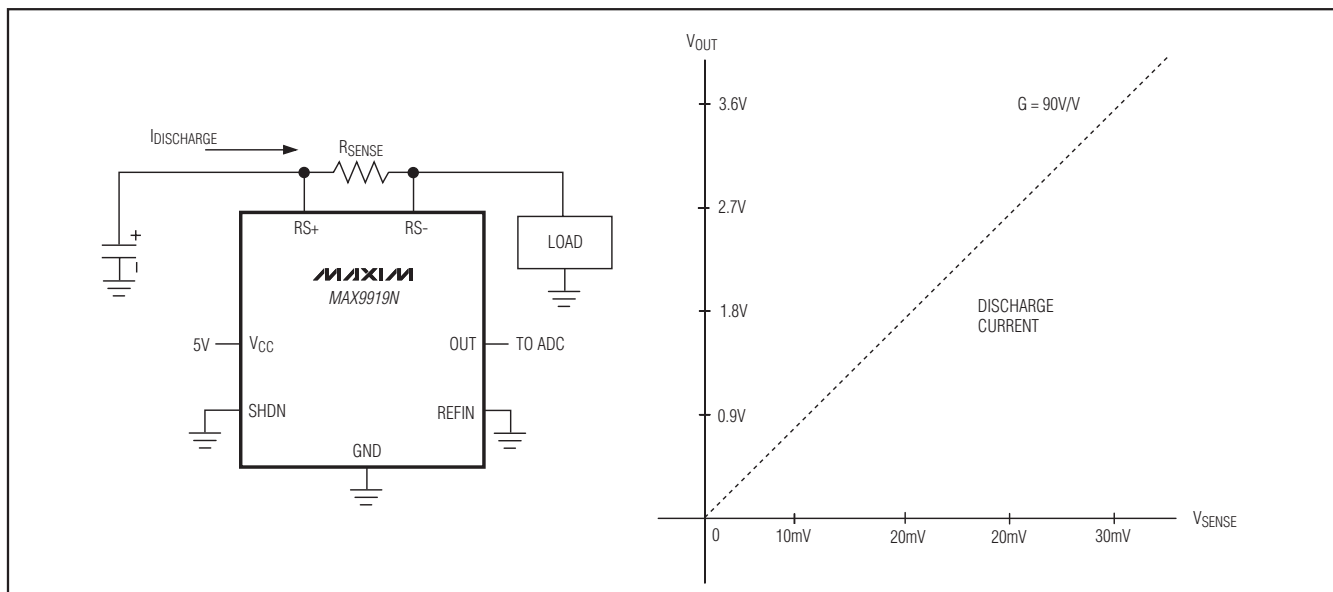 IDISCHARGE
RSENSE
RS+
RS-
+
−
LOAD
MAXIM
MAX9919N
5V
VCC
OUT
TO ADC
SHDN
REFIN
GND
VOUT
3.6V
G = 90V/V
2.7V
1.8V
DISCHARGE
CURRENT
0.9V
0
10mV
20mV
20mV
30mV
VSENSE